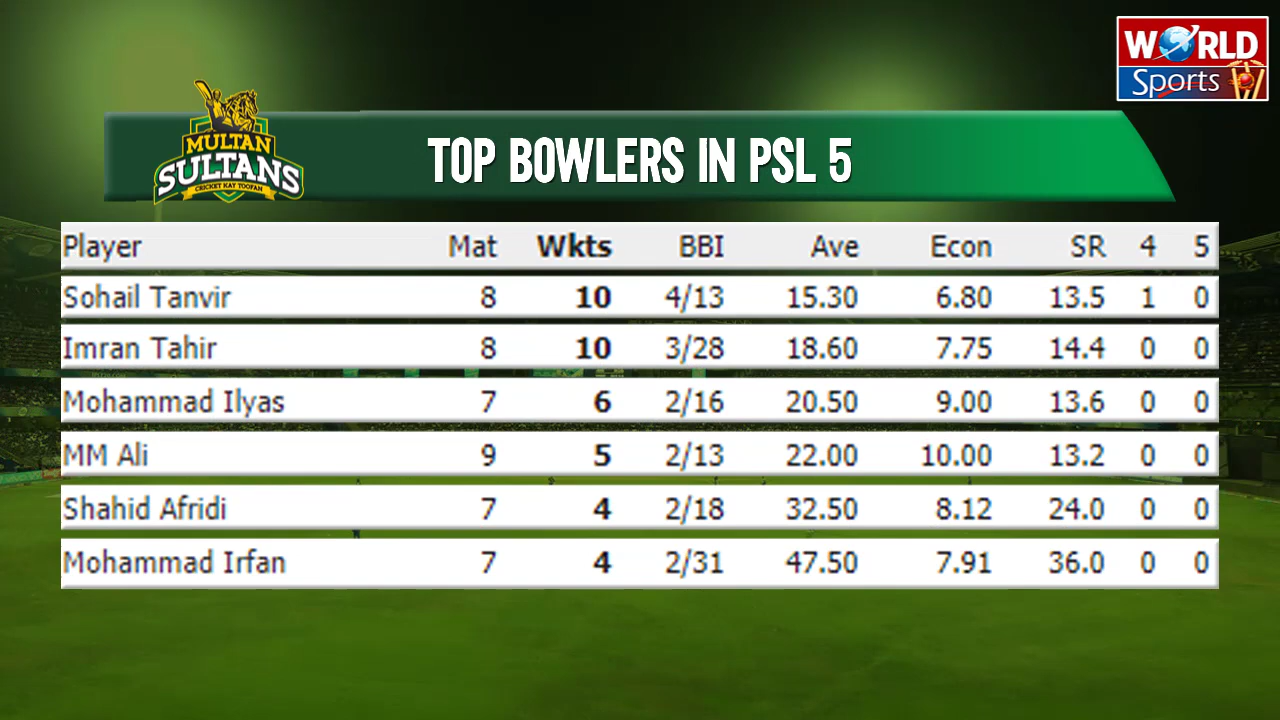 WORLD
Sports
MULTAN
SULTANS
CRICKET KAY TOOFAN
TOP BOWLERS IN PSL 5
Player Mat Wkts BBI Ave Econ SR 4 5
Sohail Tanvir 8 10 4/13 15.30 6.80 13.5 1 0
Imran Tahir 8 10 3/28 18.60 7.75 14.4 0 0
Mohammad Ilyas 7 6 2/16 20.50 9.00 13.6 0 0
MM Ali 9 5 2/13 22.00 10.00 13.2 0 0
Shahid Afridi 7 4 2/18 32.50 8.12 24.0 0 0
Mohammad Irfan 7 4 2/31 47.50 7.91 36.0 0 0